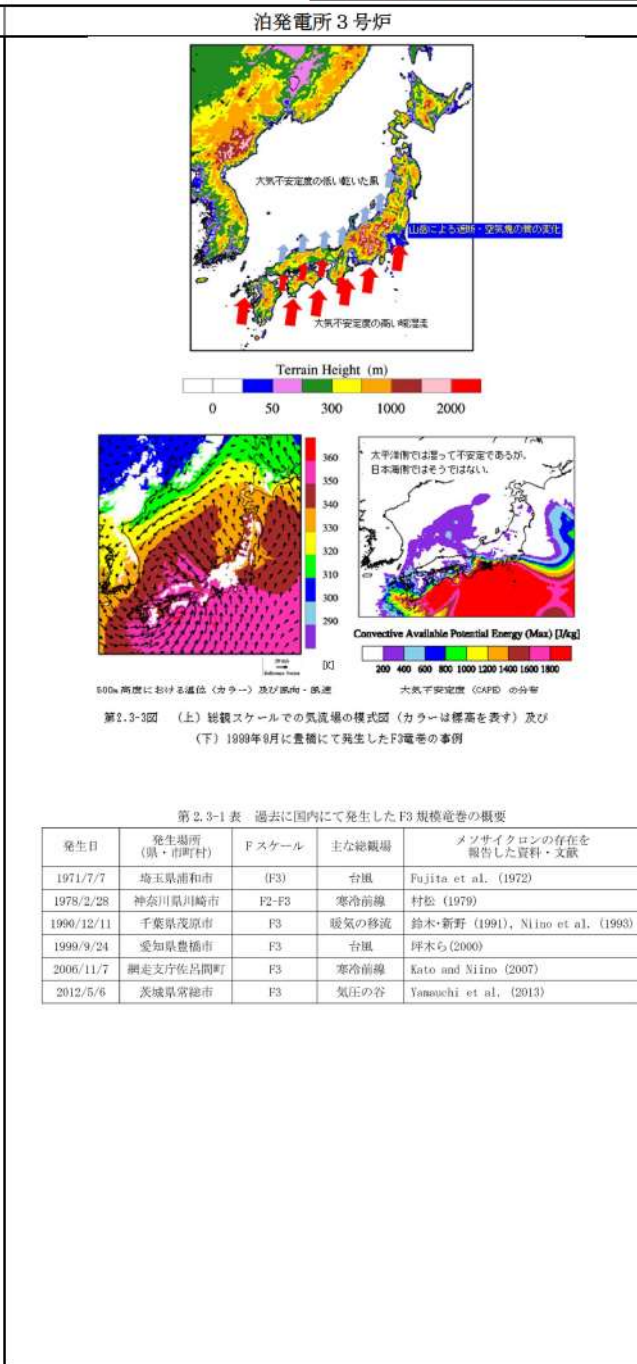 泊発電所3号炉
大気不安定度の低い乾いた風
山岳による遮断・空気塊の質の変化
大気不安定度の高い暖湿流
Terrain Height (m)
0 50 300 1000 2000
太平洋側では湿って不安定であるが、
日本海側ではそうではない。
360
350
340
330
320
310
300
290
[K]
Convective Available Potential Energy (Max) [J/kg]
200 400 600 800 1000 1200 1400 1600 1800
500m 高度における温位 (カラー) 及び風向・風速
大気不安定度 (CAPE) の分布
第2.3-3図 (上) 総観スケールでの気流場の模式図 (カラーは標高を表す) 及び
(下) 1999年9月に豊橋にて発生したF3竜巻の事例
第 2.3-1 表 過去に国内にて発生した F3 規模竜巻の概要
発生日 発生場所 (県・市町村) F スケール 主な総観場 メソサイクロンの存在を報告した資料・文献
1971/7/7 埼玉県浦和市 (F3) 台風 Fujita et al. (1972)
1978/2/28 神奈川県川崎市 F2-F3 寒冷前線 村松 (1979)
1990/12/11 千葉県茂原市 F3 暖気の移流 鈴木・新野 (1991), Niino et al. (1993)
1999/9/24 愛知県豊橋市 F3 台風 坪木ら(2000)
2006/11/7 網走支庁佐呂間町 F3 寒冷前線 Kato and Niino (2007)
2012/5/6 茨城県常総市 F3 気圧の谷 Yamauchi et al. (2013)